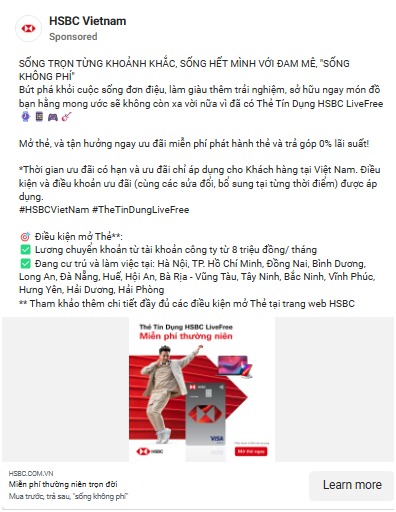 HSBC Vietnam
Sponsored
SỐNG TRỌN TỪNG KHOẢNH KHẮC, SỐNG HẾT MÌNH VỚI ĐAM MÊ, "SỐNG
KHÔNG PHÍ"
Bứt phá khỏi cuộc sống đơn điệu, làm giàu thêm trải nghiệm, sở hữu ngay món đồ
bạn hằng mong ước sẽ không còn xa vời nữa vì đã có Thẻ Tín Dụng HSBC LiveFree
Mở thẻ, và tận hưởng ngay ưu đãi miễn phí phát hành thẻ và trả góp 0% lãi suất!
*Thời gian ưu đãi có hạn và ưu đãi chỉ áp dụng cho Khách hàng tại Việt Nam. Điều
kiện và điều khoản ưu đãi (cùng các sửa đổi, bổ sung tại từng thời điểm) được áp
dụng.
#HSBCVietNam #TheTinDungLiveFree
🎯 Điều kiện mở Thẻ**:
✅ Lương chuyển khoản từ tài khoản công ty từ 8 triệu đồng/ tháng
✅ Đang cư trú và làm việc tại: Hà Nội, TP. Hồ Chí Minh, Đồng Nai, Bình Dương,
Long An, Đà Nẵng, Huế, Hội An, Bà Rịa - Vũng Tàu, Tây Ninh, Bắc Ninh, Vĩnh Phúc,
Hưng Yên, Hải Dương, Hải Phòng
** Tham khảo thêm chi tiết đầy đủ các điều kiện mở Thẻ tại trang web HSBC
Thẻ Tín Dụng HSBC LiveFree
Miễn phí thường niên
VISA
HSBC
Mở thẻ ngay
HSBC.COM.VN
Miễn phí thường niên trọn đời
Mua trước, trả sau, "sống không phí"
Learn more